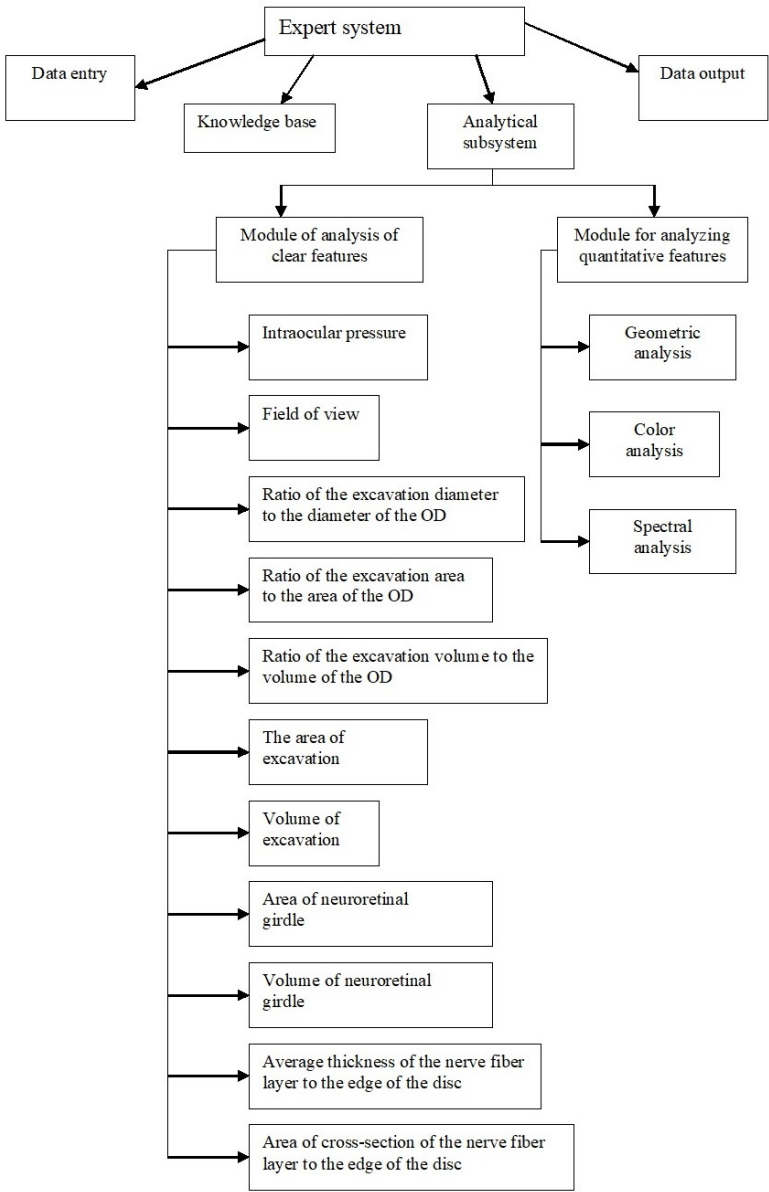 Expert system
Data entry
Data output
Knowledge base
Analytical
subsystem
Module of analysis of
clear features
Module for analyzing
quantitative features
Intraocular pressure
Geometric
analysis
Field of view
Color
analysis
Ratio of the excavation diameter
to the diameter of the OD
Spectral
analysis
Ratio of the excavation area
to the area of the OD
Ratio of the excavation volume to the
volume of the OD
The area of
excavation
Volume of
excavation
Area of neuroretinal
girdle
Volume of neuroretinal
girdle
Average thickness of the nerve fiber
layer to the edge of the disc
Area of cross-section of the nerve fiber
layer to the edge of the disc